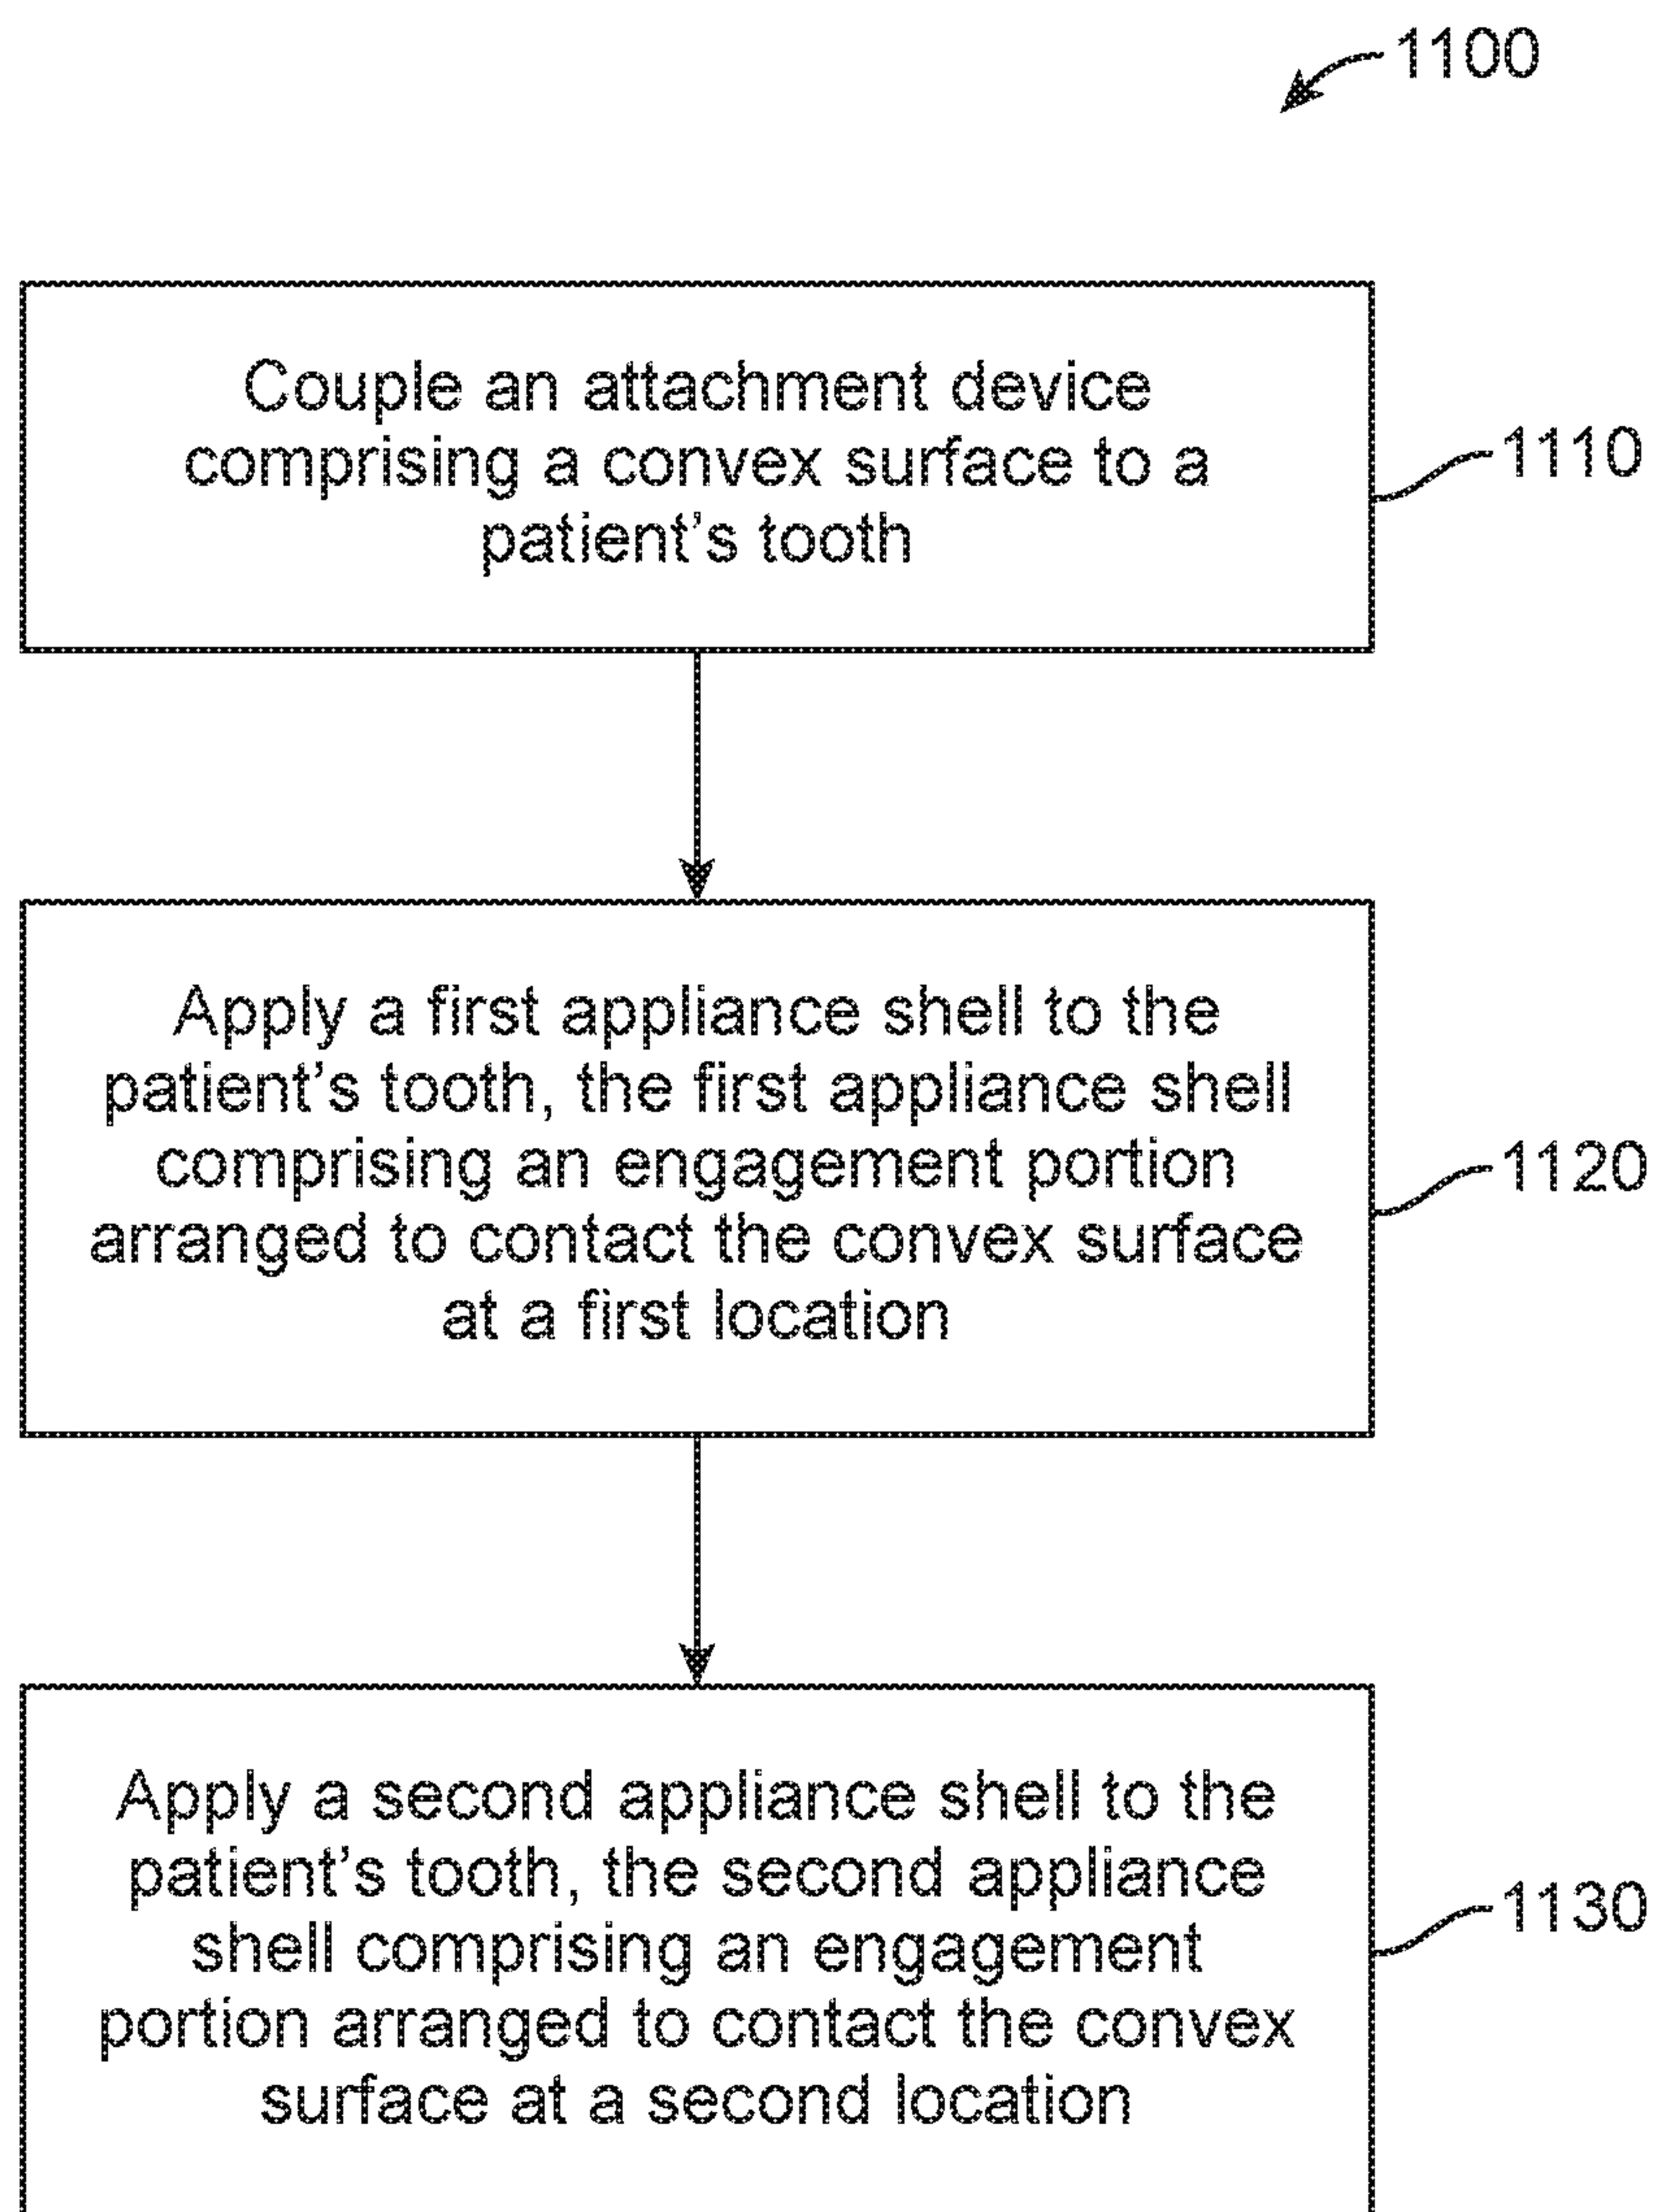 1100
Couple an attachment device
comprising a convex surface to a
patient’s tooth
1110
Apply a first appliance shell to the
patient’s tooth, the first appliance shell
comprising an engagement portion
arranged to contact the convex surface
at a first location
1120
Apply a second appliance shell to the
patient’s tooth, the second appliance
shell comprising an engagement
portion arranged to contact the convex
surface at a second location
1130